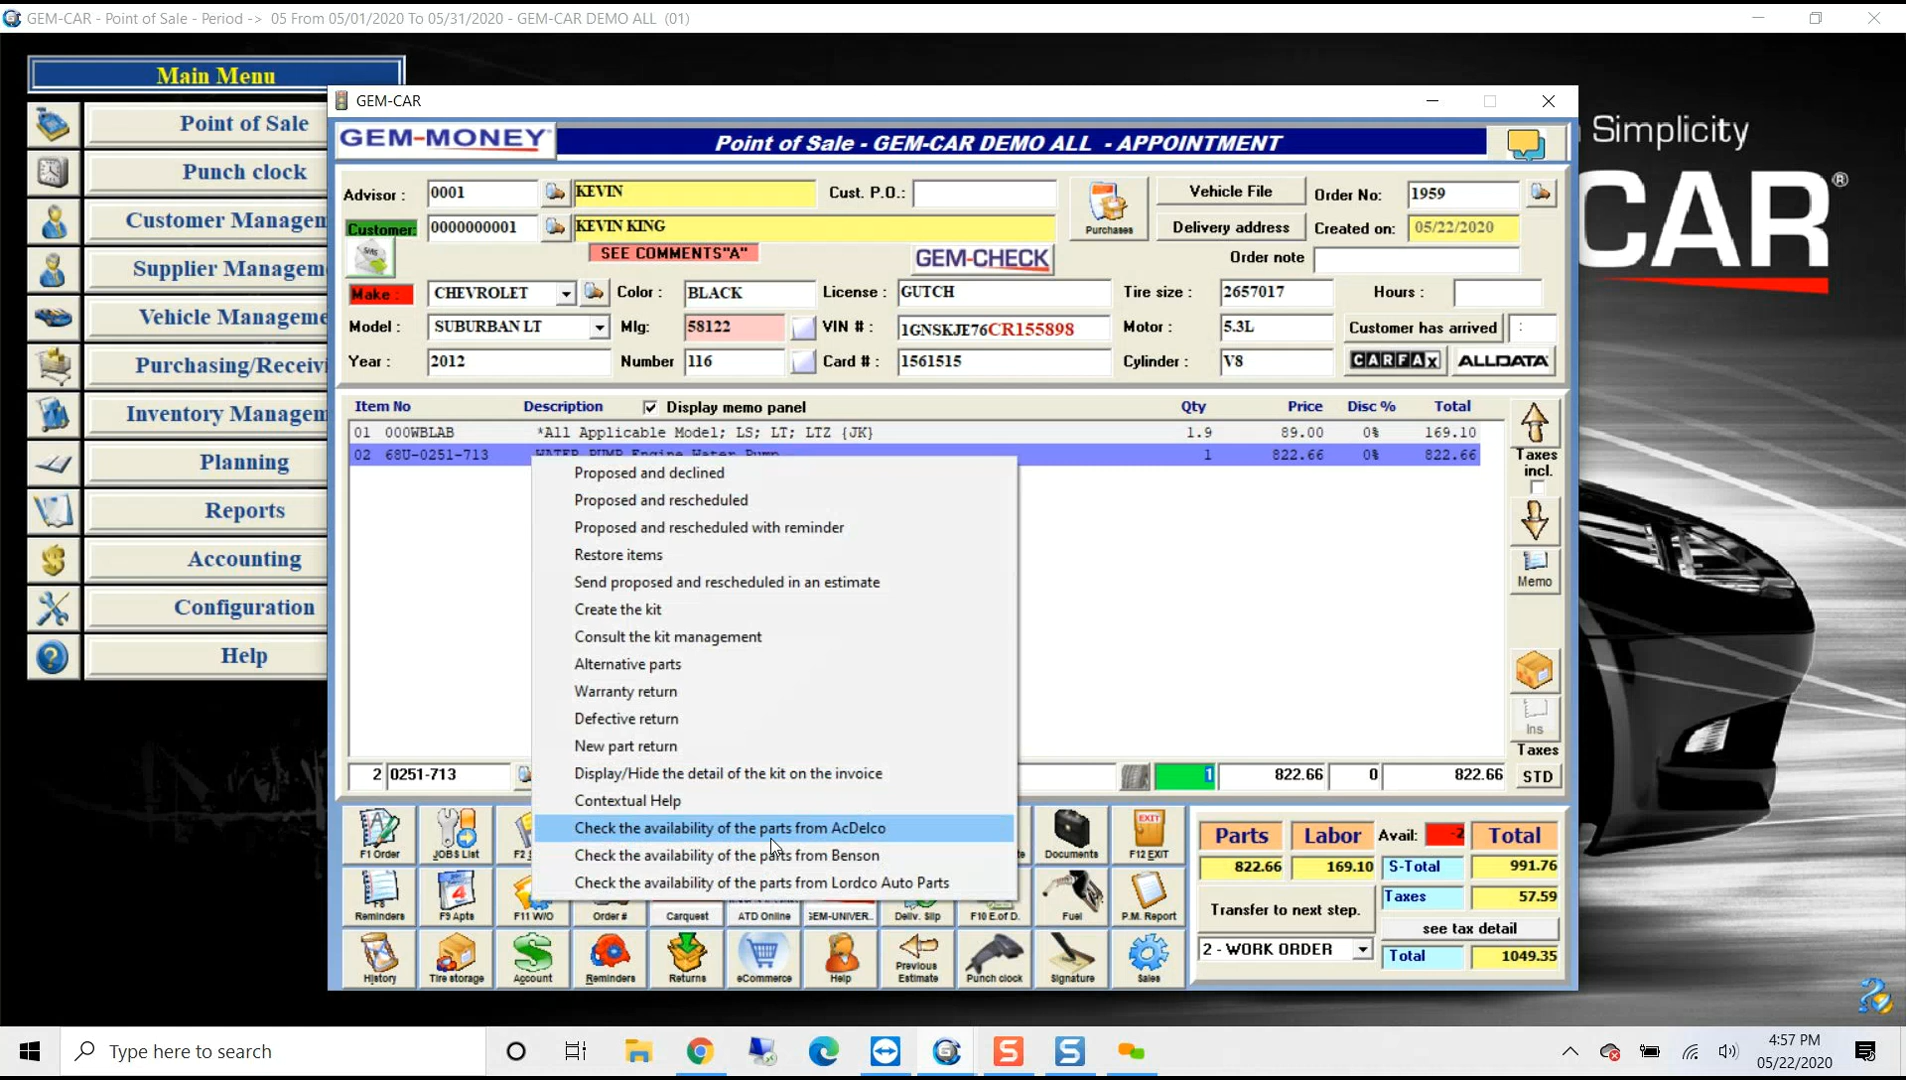 GEM-CAR - Point of Sale - Period -> 05 From 05/01/2020 To 05/31/2020 - GEM-CAR DEMO ALL (01)
Main Menu
Point of Sale
Punch clock
Customer Managem
Supplier Managem
Vehicle Manageme
Purchasing/Receivi
Inventory Managem
Planning
Reports
Accounting
Configuration
Help
Simplicity
CAR®
GEM-CAR
GEM-MONEY
Point of Sale - GEM-CAR DEMO ALL - APPOINTMENT
Advisor : 0001 KEVIN Cust. P.O.: Purchases Vehicle File Order No: 1959
Customer: 0000000001 KEVIN KING Delivery address Created on: 05/22/2020
SMS SEE COMMENTS"A" GEM-CHECK Order note
Make : CHEVROLET Color : BLACK License : GUTCH Tire size : 2657017 Hours :
Model : SUBURBAN LT Mlg: 58122 VIN # : 1GNSKJE76CR155898 Motor : 5.3L Customer has arrived :
Year : 2012 Number 116 Card # : 1561515 Cylinder : V8 CARFAX ALLDATA
Item No Description Display memo panel Qty Price Disc % Total
01 000WBLAB *All Applicable Model; LS; LT; LTZ {JK} 1.9 89.00 0% 169.10
02 68U-0251-713 WATER PUMP Engine Water Pump 1 822.66 0% 822.66
Taxes
incl.
Memo
Ins
Taxes
STD
Proposed and declined
Proposed and rescheduled
Proposed and rescheduled with reminder
Restore items
Send proposed and rescheduled in an estimate
Create the kit
Consult the kit management
Alternative parts
Warranty return
Defective return
New part return
Display/Hide the detail of the kit on the invoice
Contextual Help
Check the availability of the parts from AcDelco
Check the availability of the parts from Benson
Check the availability of the parts from Lordco Auto Parts
2 0251-713 1 822.66 0 822.66
F1 Order JOBS List F2 Documents EXIT F12 EXIT
F8 Reminders F9 Apts F11 W/O Order # Carquest ATD Online Deliv. Slip F10 E.of D. Fuel P.M. Report
History Tire storage Account Reminders Returns eCommerce Help Previous Estimate Punch clock Signature Sales
Parts Labor Avail: -2 Total
822.66 169.10 S-Total 991.76
Transfer to next step. Taxes 57.59
see tax detail
2 - WORK ORDER Total 1049.35
Type here to search
4:57 PM
05/22/2020